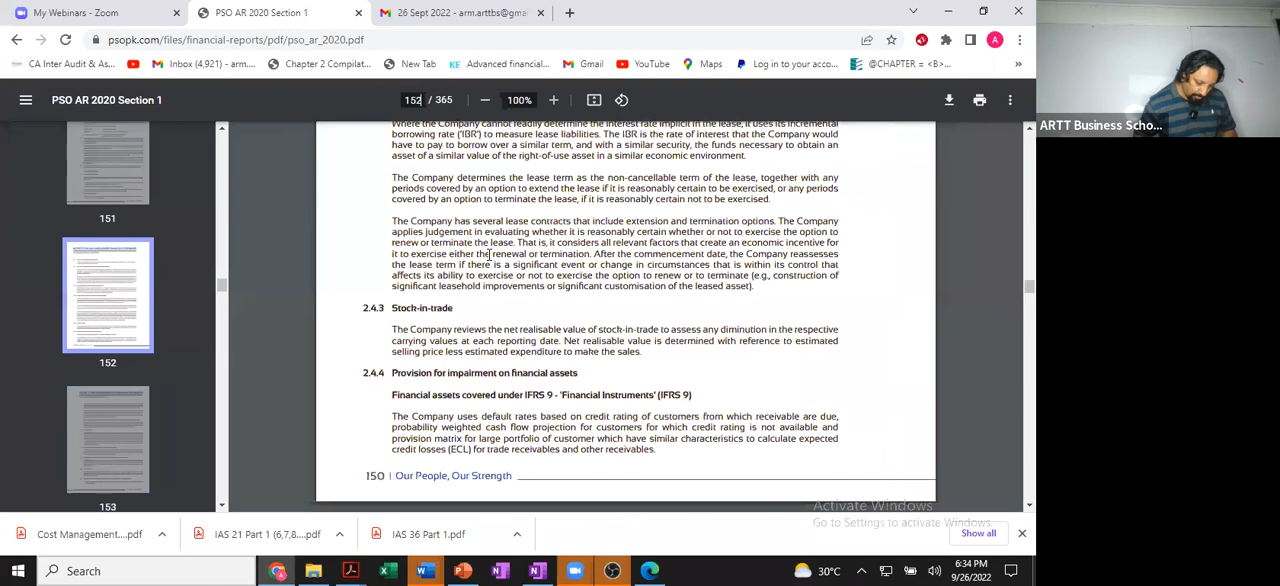 My Webinars - Zoom
PSO AR 2020 Section 1
26 Sept 2022 - arm.arttbs@gma
psopk.com/files/financial-reports/pdf/pso_ar_2020.pdf
A
CA Inter Audit & As...
Inbox (4,921) - arm....
Chapter 2 Compilat...
New Tab
KE Advanced financial...
Gmail
YouTube
Maps
Log in to your acco...
@CHAPTER = <B>...
»
PSO AR 2020 Section 1
152 / 365
100%
ARTT Business Scho...
151
152
153
Where the Company cannot readily determine the interest rate implicit in the lease, it uses its incremental
borrowing rate ('IBR') to measure lease liabilities. The IBR is the rate of interest that the Company would
have to pay to borrow over a similar term, and with a similar security, the funds necessary to obtain an
asset of a similar value of the right-of-use asset in a similar economic environment.
The Company determines the lease term as the non-cancellable term of the lease, together with any
periods covered by an option to extend the lease if it is reasonably certain to be exercised, or any periods
covered by an option to terminate the lease, if it is reasonably certain not to be exercised.
The Company has several lease contracts that include extension and termination options. The Company
applies judgement in evaluating whether it is reasonably certain whether or not to exercise the option to
renew or terminate the lease. That is, it considers all relevant factors that create an economic incentive for
it to exercise either the renewal or termination. After the commencement date, the Company reassesses
the lease term if there is a significant event or change in circumstances that is within its control that
affects its ability to exercise or not to exercise the option to renew or to terminate (e.g., construction of
significant leasehold improvements or significant customisation of the leased asset).
2.4.3 Stock-in-trade
The Company reviews the net realisable value of stock-in-trade to assess any diminution in the respective
carrying values at each reporting date. Net realisable value is determined with reference to estimated
selling price less estimated expenditure to make the sales.
2.4.4 Provision for impairment on financial assets
Financial assets covered under IFRS 9 - 'Financial Instruments' (IFRS 9)
The Company uses default rates based on credit rating of customers from which receivable are due,
probability weighted cash flow projection for customers for which credit rating is not available and
provision matrix for large portfolio of customer which have similar characteristics to calculate expected
credit losses (ECL) for trade receivables and other receivables.
150 | Our People, Our Strength
Activate Windows
Go to Settings to activate Windows.
Cost Management....pdf
IAS 21 Part 1 (6,7,8....pdf
IAS 36 Part 1.pdf
Show all
Search
30°C
6:34 PM
9/26/2022